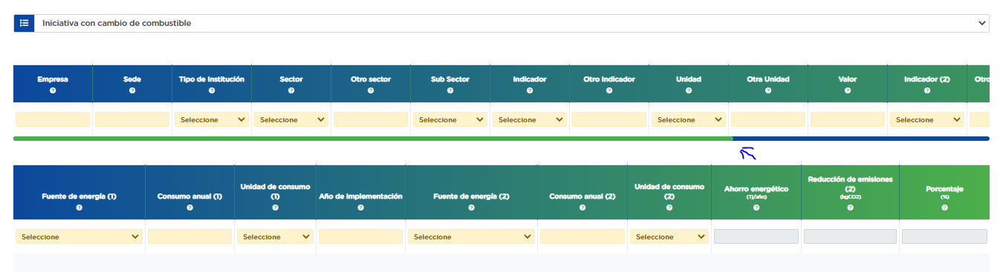 Iniciativa con cambio de combustible
Empresa Sede Tipo de Institución Sector Otro sector Sub Sector Indicador Otro Indicador Unidad Otra Unidad Valor Indicador (2) Otro
Seleccione Seleccione Seleccione Seleccione Seleccione Seleccione
Fuente de energía (1) Consumo anual (1) Unidad de consumo (1) Año de implementación Fuente de energía (2) Consumo anual (2) Unidad de consumo (2) Ahorro energético (TJ/año) Reducción de emisiones (2) (kgCO2) Porcentaje (%)
Seleccione Seleccione Seleccione Seleccione